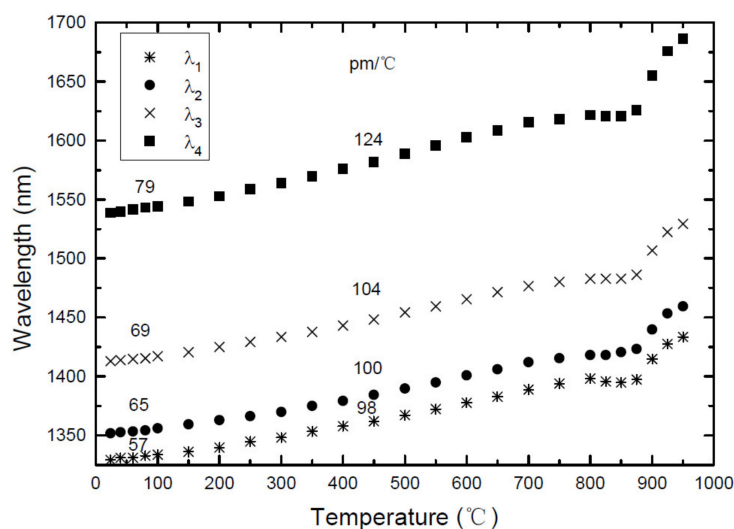 1700
1650
1600
1550
1500
1450
1400
1350
Wavelength (nm)
λ1
λ2
λ3
λ4
pm/℃
124
79
104
69
100
65
98
57
0 100 200 300 400 500 600 700 800 900 1000
Temperature (℃)